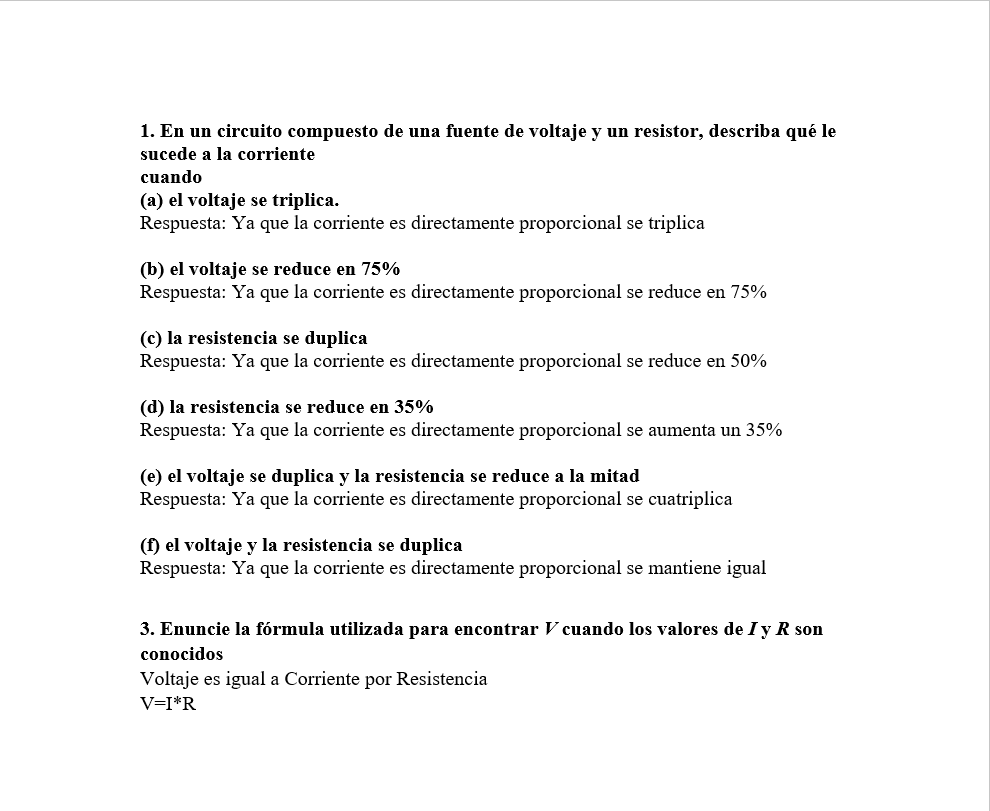 1. En un circuito compuesto de una fuente de voltaje y un resistor, describa qué le
sucede a la corriente
cuando
(a) el voltaje se triplica.
Respuesta: Ya que la corriente es directamente proporcional se triplica
(b) el voltaje se reduce en 75%
Respuesta: Ya que la corriente es directamente proporcional se reduce en 75%
(c) la resistencia se duplica
Respuesta: Ya que la corriente es directamente proporcional se reduce en 50%
(d) la resistencia se reduce en 35%
Respuesta: Ya que la corriente es directamente proporcional se aumenta un 35%
(e) el voltaje se duplica y la resistencia se reduce a la mitad
Respuesta: Ya que la corriente es directamente proporcional se cuatriplica
(f) el voltaje y la resistencia se duplica
Respuesta: Ya que la corriente es directamente proporcional se mantiene igual
3. Enuncie la fórmula utilizada para encontrar V cuando los valores de I y R son
conocidos
Voltaje es igual a Corriente por Resistencia
V=I*R